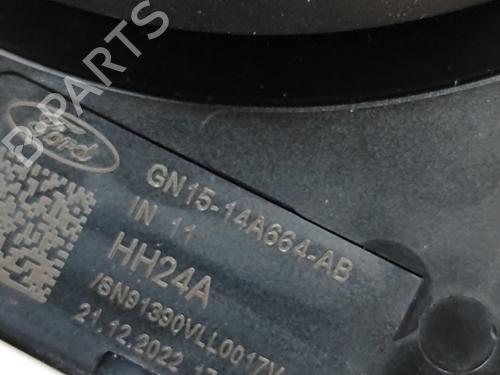 Ford
GN15-14A664-AB
IN 11
HH24A
/SN91390VLL0017V
21.12.2022